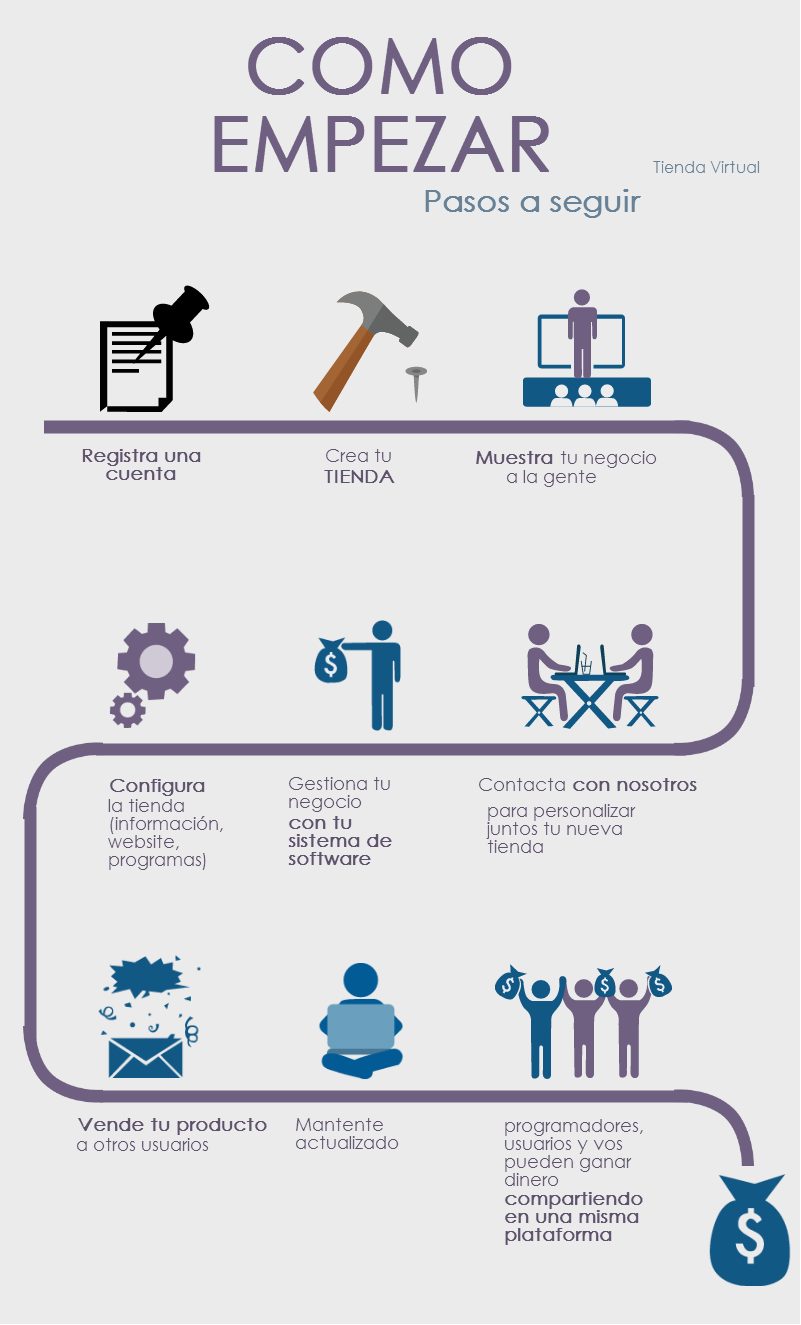 COMO
EMPEZAR
Tienda Virtual
Pasos a seguir
Registra una
cuenta
Crea tu
TIENDA
Muestra tu negocio
a la gente
$
Configura
la tienda
(información,
website,
programas)
Gestiona tu
negocio
con tu
sistema de
software
Contacta con nosotros
para personalizar
juntos tu nueva
tienda
$ $ $
Vende tu producto
a otros usuarios
Mantente
actualizado
programadores,
usuarios y vos
pueden ganar
dinero
compartiendo
en una misma
plataforma
$